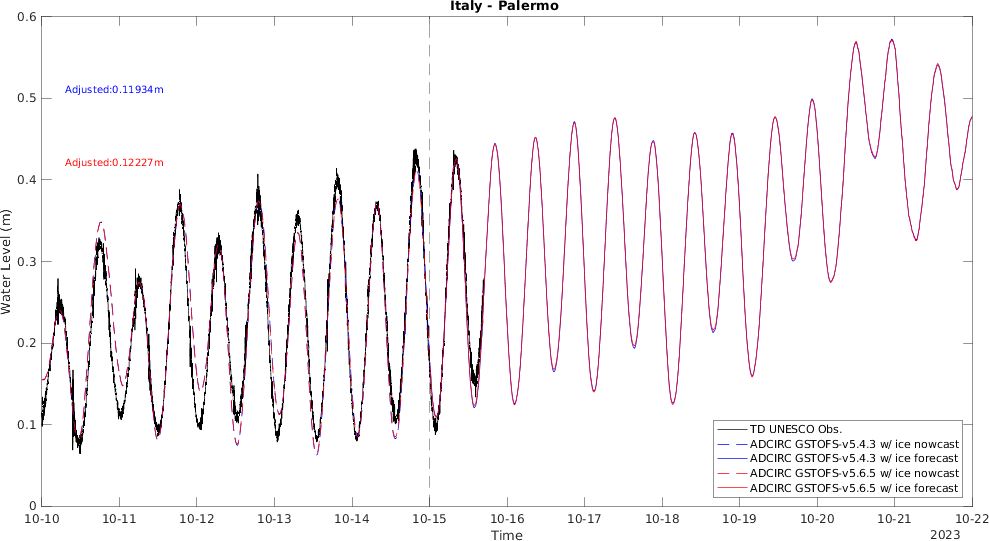 Italy - Palermo
0.6
0.5
0.4
0.3
0.2
0.1
0
Water Level (m)
Adjusted:0.11934m
Adjusted:0.12227m
TD UNESCO Obs.
ADCIRC GSTOFS-v5.4.3 w/ ice nowcast
ADCIRC GSTOFS-v5.4.3 w/ ice forecast
ADCIRC GSTOFS-v5.6.5 w/ ice nowcast
ADCIRC GSTOFS-v5.6.5 w/ ice forecast
10-10 10-11 10-12 10-13 10-14 10-15 10-16 10-17 10-18 10-19 10-20 10-21 10-22
Time
2023